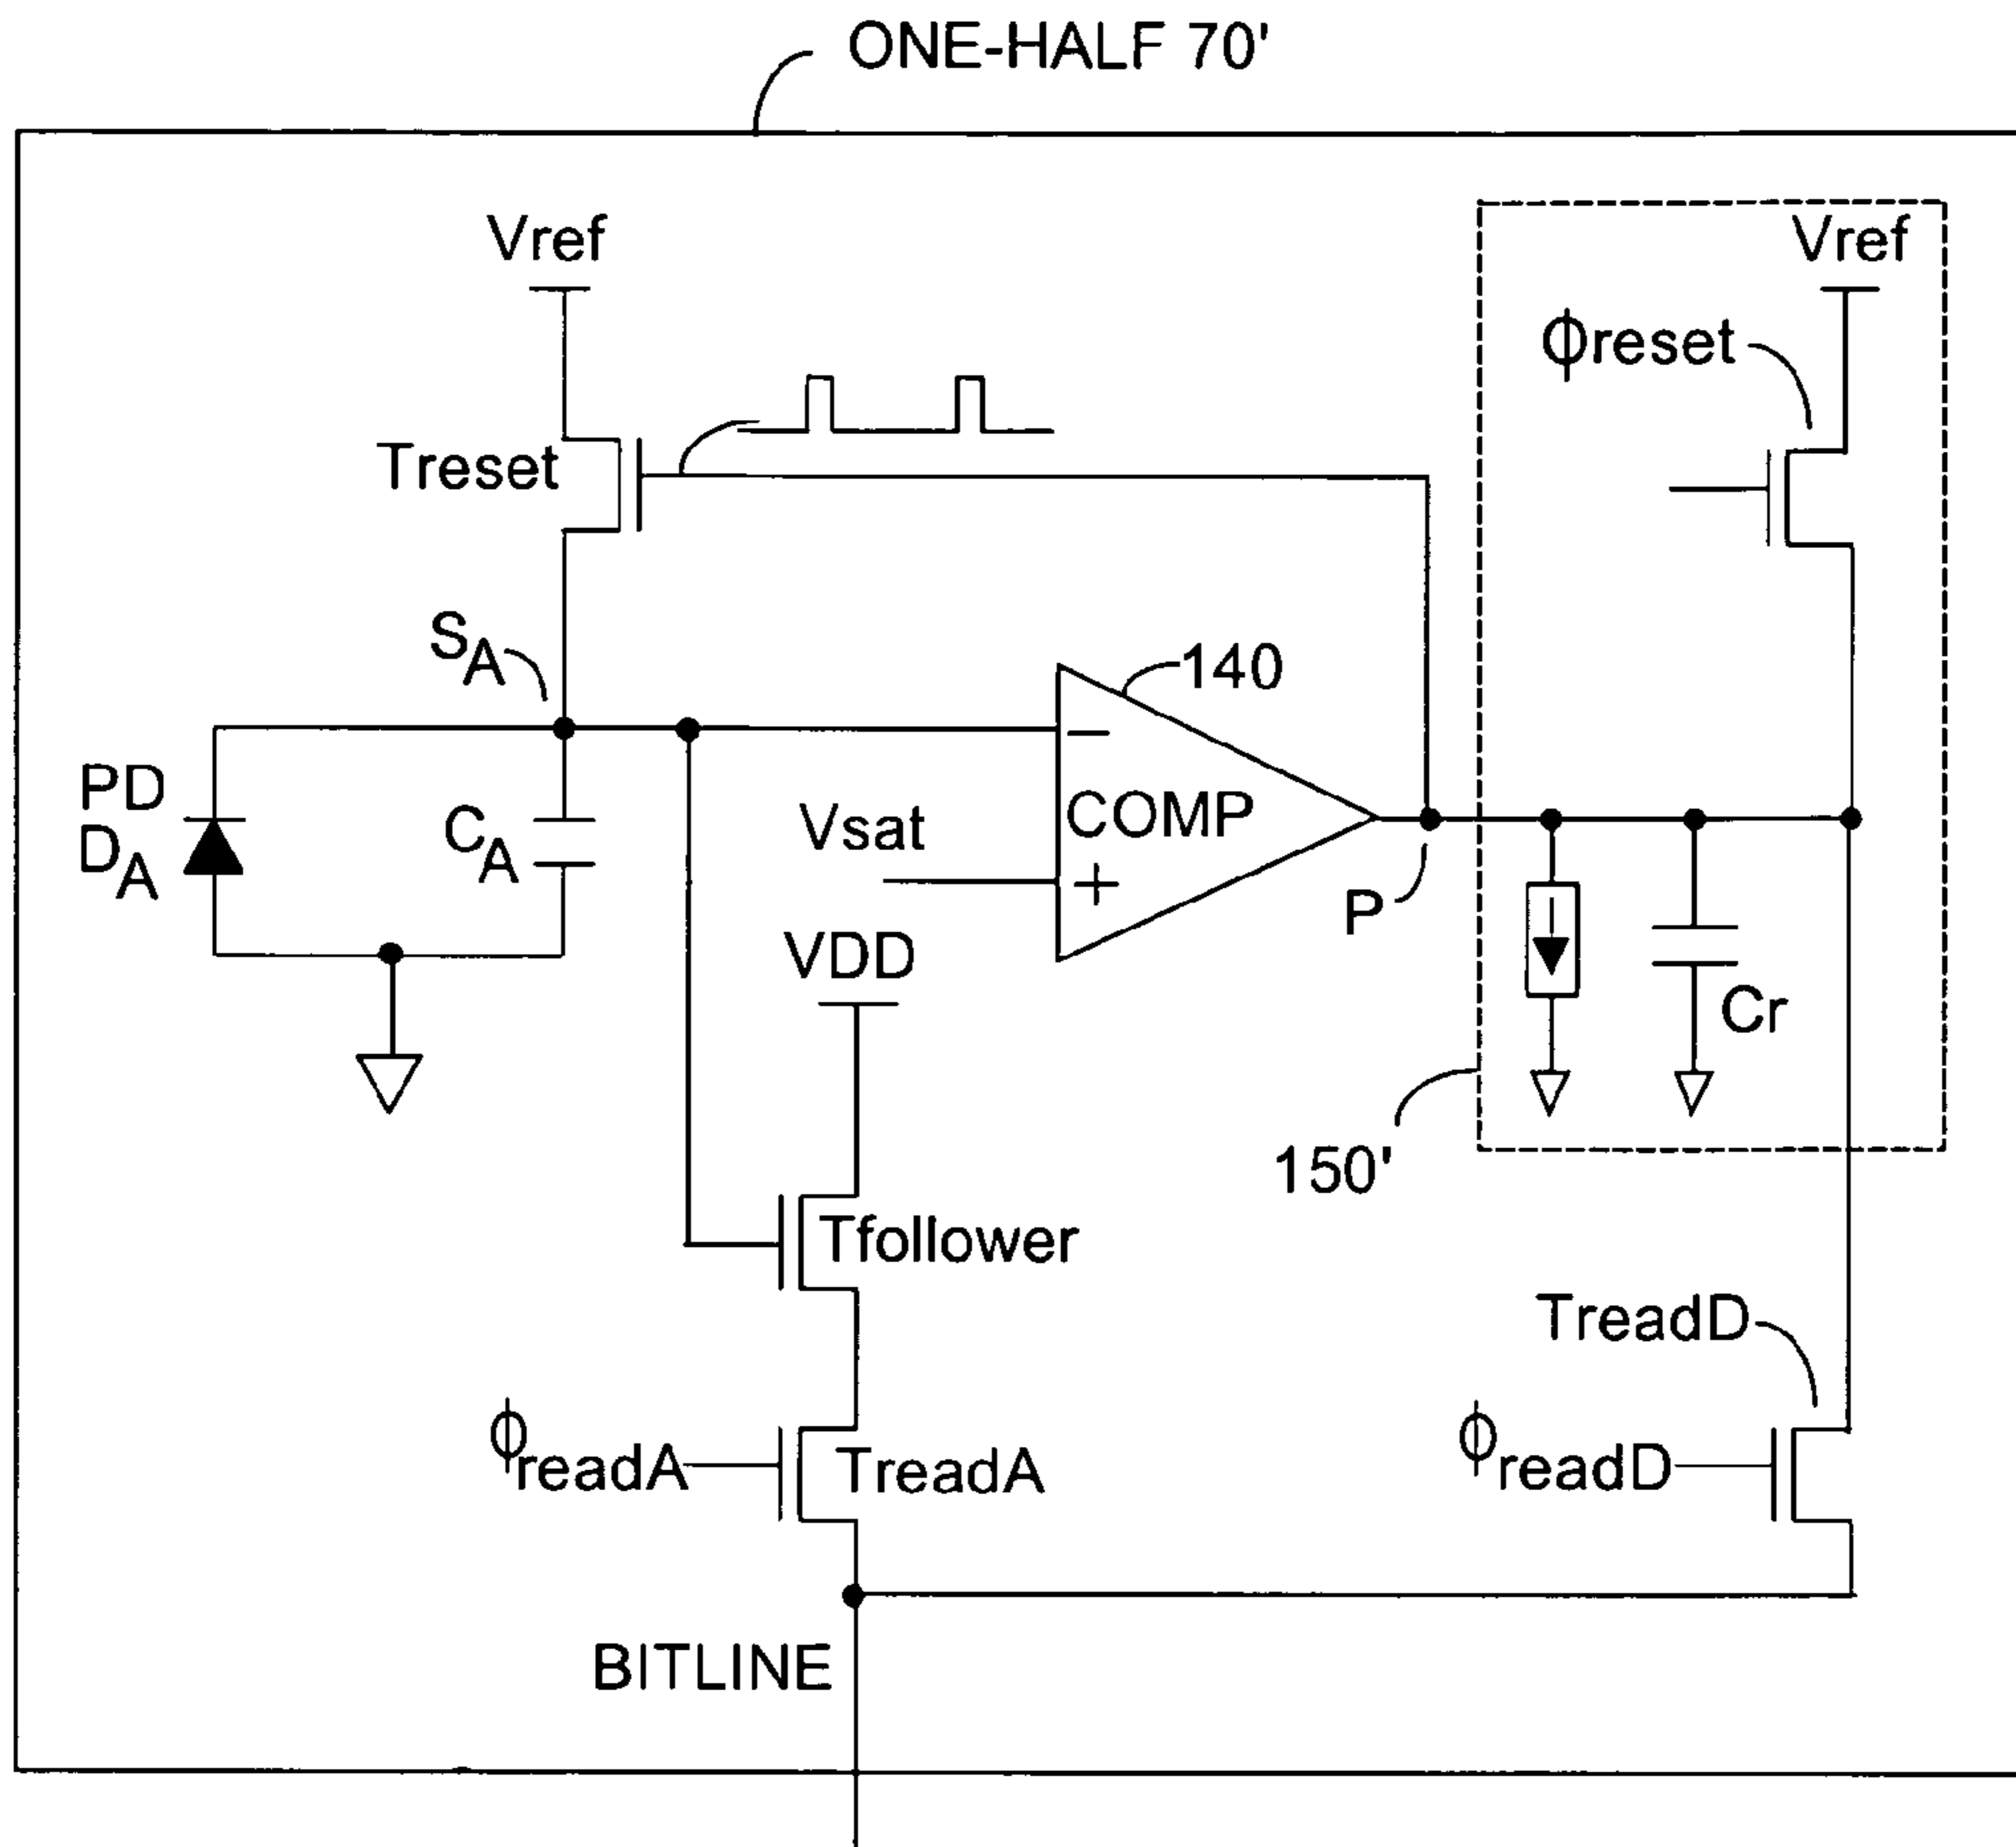 ONE-HALF 70'
Vref
Vref
ϕreset
Treset
SA
140
PD
DA
CA
Vsat
−
COMP
+
P
VDD
Cr
150'
Tfollower
TreadD
ϕreadA
TreadA
ϕreadD
BITLINE